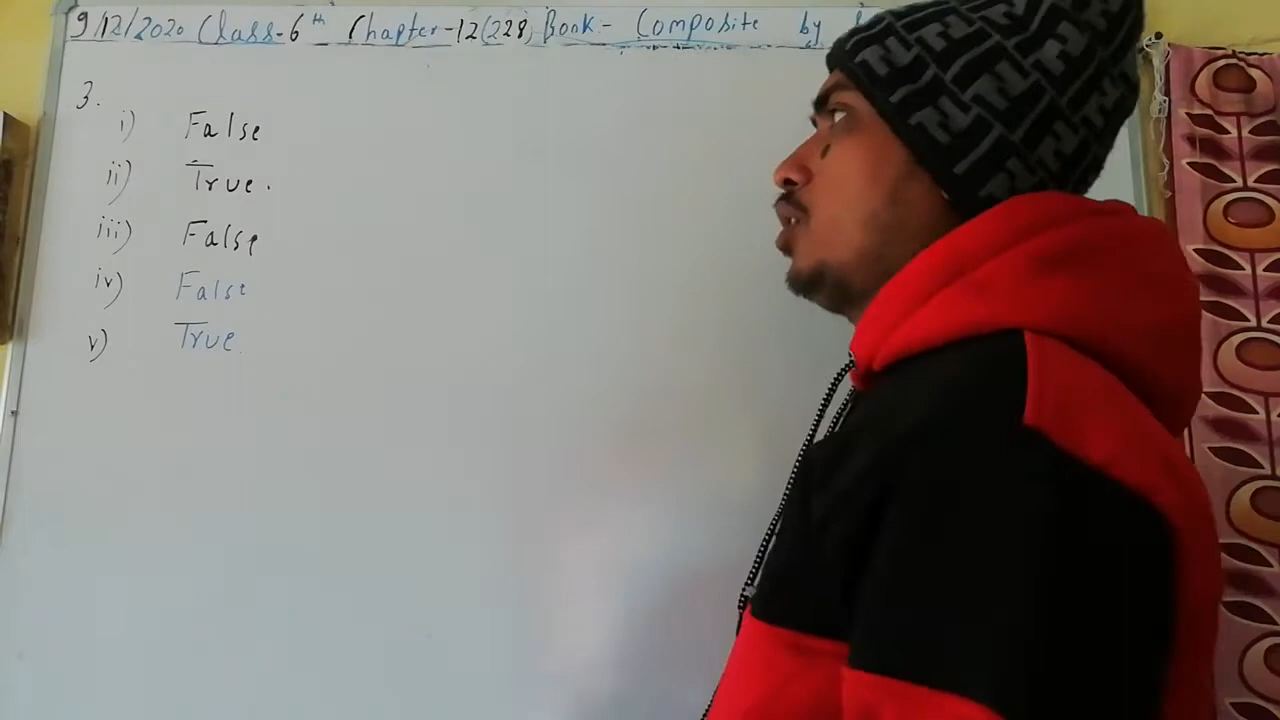 9/12/2020 Class-6th Chapter-12(228) Book- Composite by
3.
i) False
ii) True.
iii) False
iv) False
v) True.